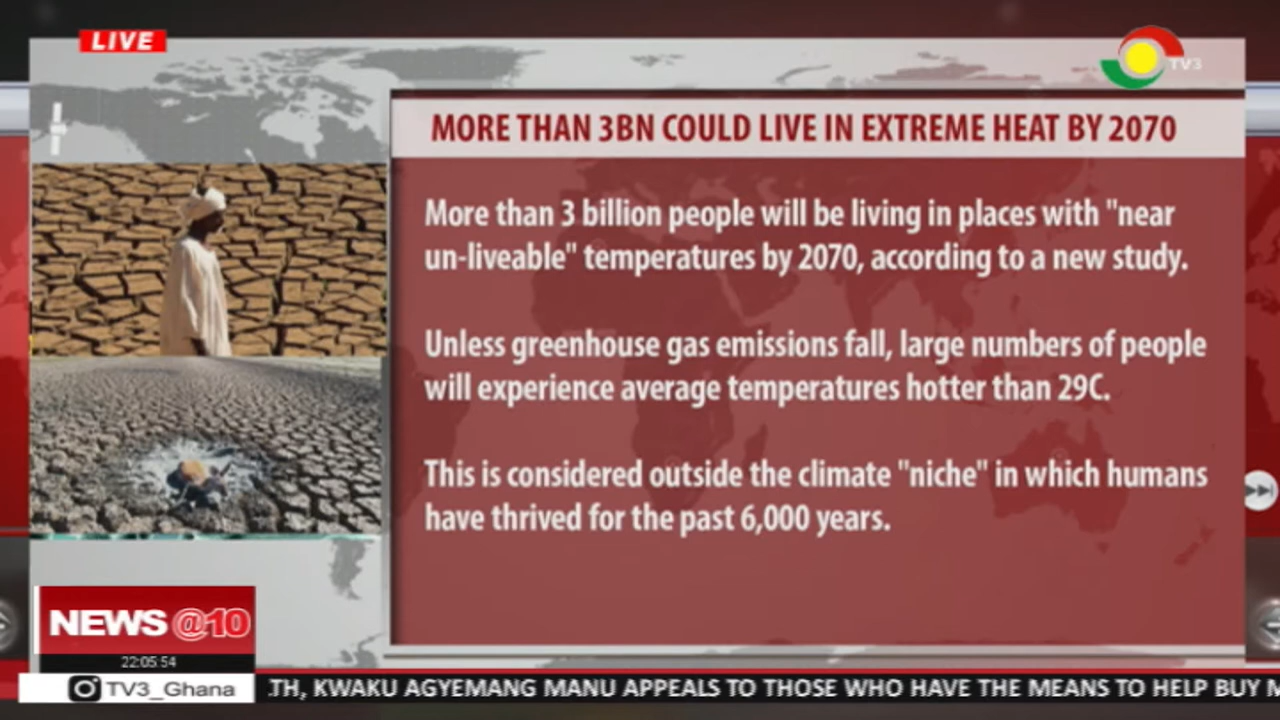 LIVE
TV3
MORE THAN 3BN COULD LIVE IN EXTREME HEAT BY 2070
More than 3 billion people will be living in places with "near
un-liveable" temperatures by 2070, according to a new study.
Unless greenhouse gas emissions fall, large numbers of people
will experience average temperatures hotter than 29C.
This is considered outside the climate "niche" in which humans
have thrived for the past 6,000 years.
NEWS @10
22:05:54
TV3_Ghana
TH, KWAKU AGYEMANG MANU APPEALS TO THOSE WHO HAVE THE MEANS TO HELP BUY M